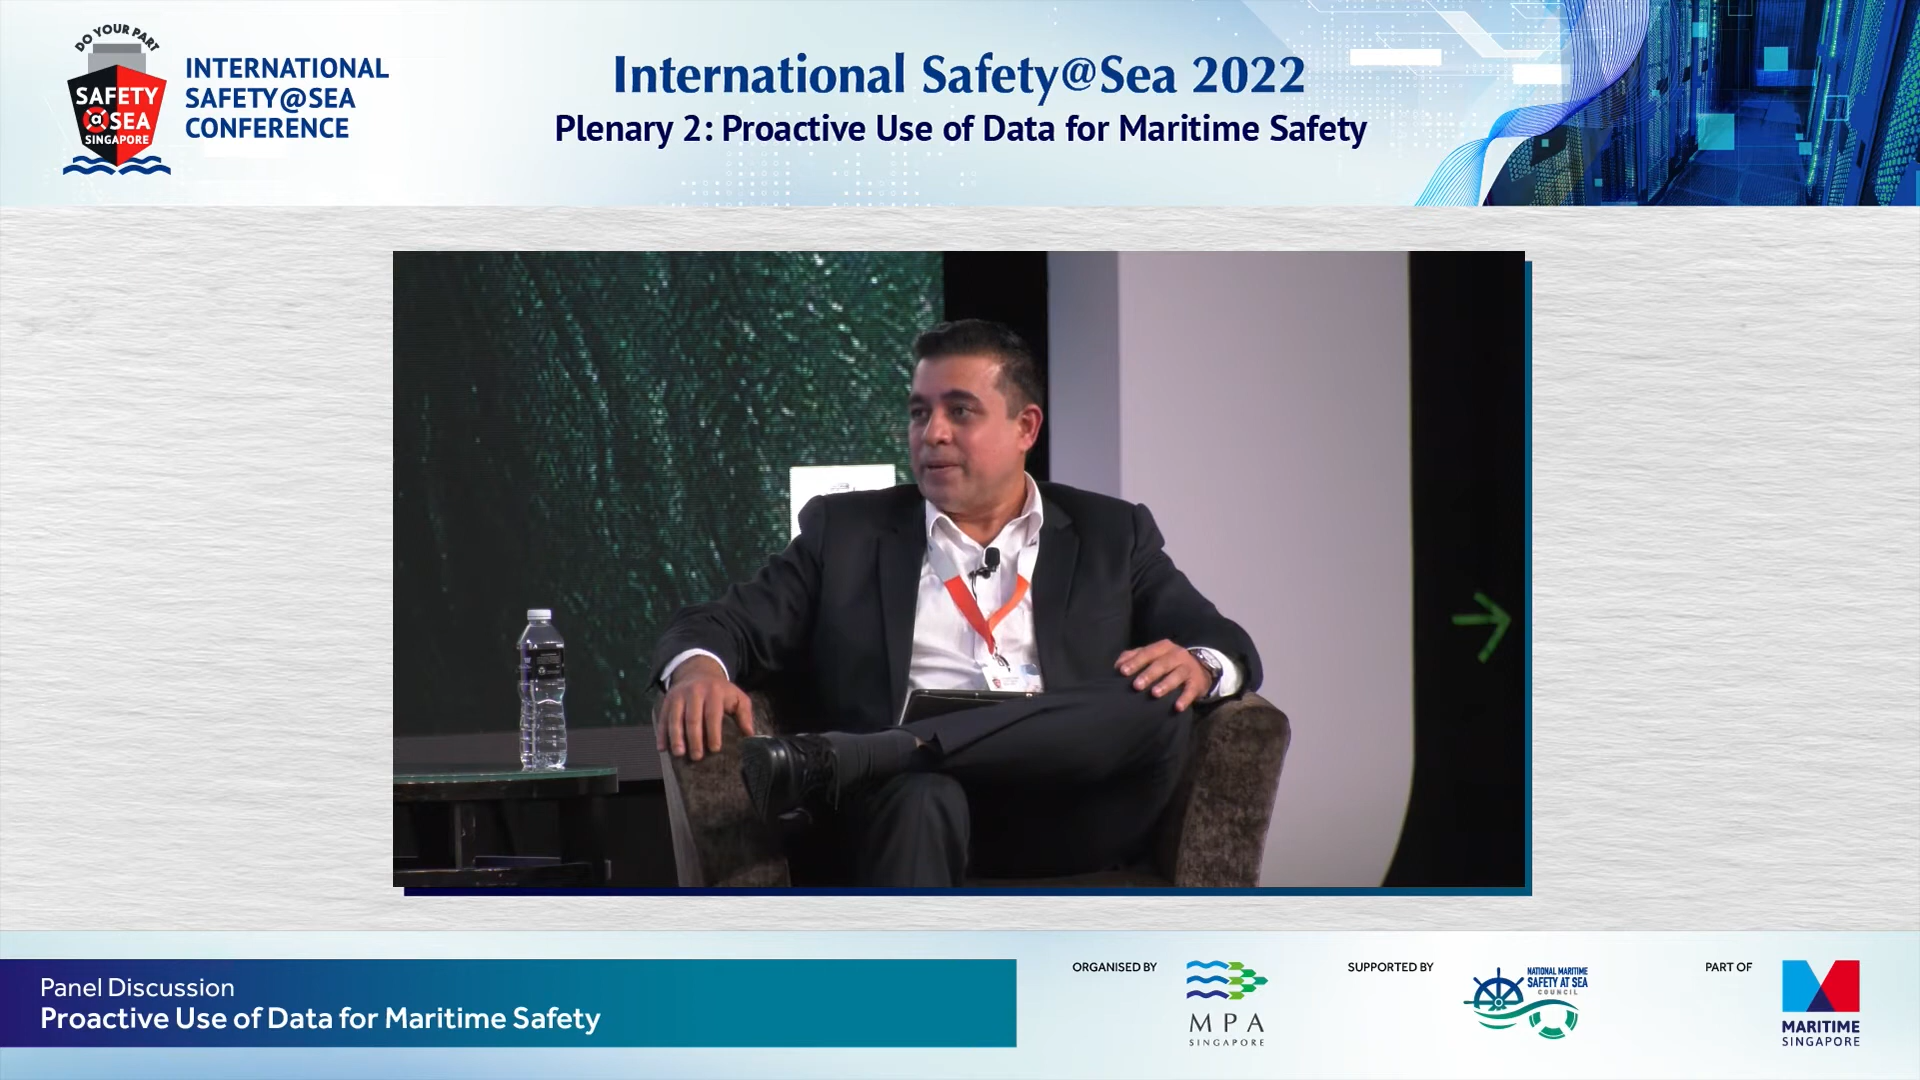 DO YOUR PART
SAFETY
@SEA
SINGAPORE
INTERNATIONAL
SAFETY@SEA
CONFERENCE
International Safety@Sea 2022
Plenary 2: Proactive Use of Data for Maritime Safety
Panel Discussion
Proactive Use of Data for Maritime Safety
ORGANISED BY
MPA
SINGAPORE
SUPPORTED BY
NATIONAL MARITIME
SAFETY AT SEA
COUNCIL
PART OF
MARITIME
SINGAPORE